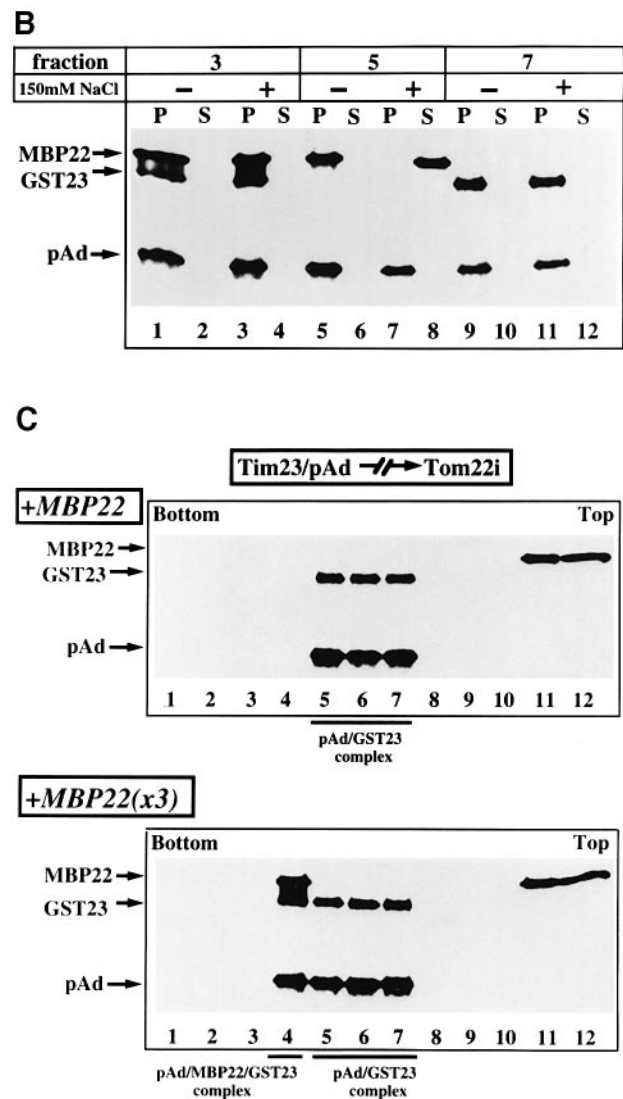 B
fraction 3 5 7
150mM NaCl − + − + − +
P S P S P S P S P S P S
MBP22
GST23
pAd
1 2 3 4 5 6 7 8 9 10 11 12
C
Tim23/pAd Tom22i
+MBP22
Bottom Top
MBP22
GST23
pAd
1 2 3 4 5 6 7 8 9 10 11 12
pAd/GST23
complex
+MBP22(x3)
Bottom Top
MBP22
GST23
pAd
1 2 3 4 5 6 7 8 9 10 11 12
pAd/MBP22/GST23 pAd/GST23
complex complex